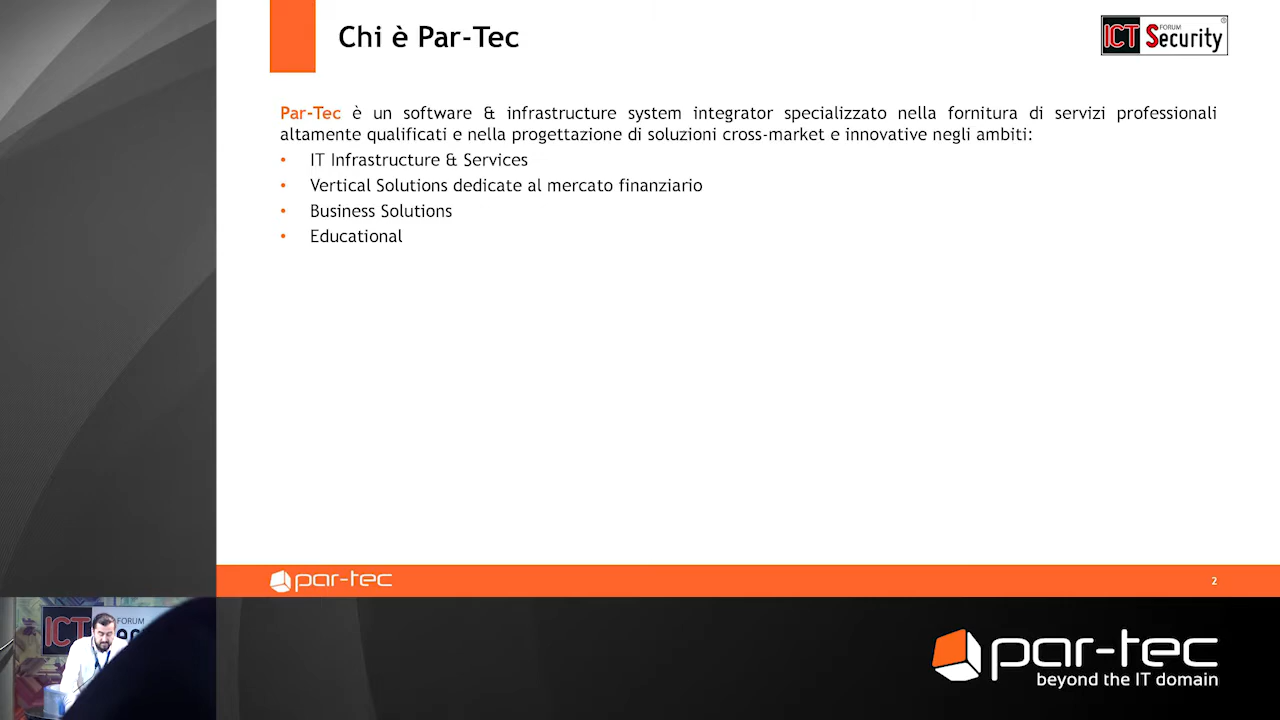 Chi è Par-Tec
ICT FORUM Security
Par-Tec è un software & infrastructure system integrator specializzato nella fornitura di servizi professionali
altamente qualificati e nella progettazione di soluzioni cross-market e innovative negli ambiti:
• IT Infrastructure & Services
• Vertical Solutions dedicate al mercato finanziario
• Business Solutions
• Educational
par-tec
2
ICT FORUM
par-tec
beyond the IT domain